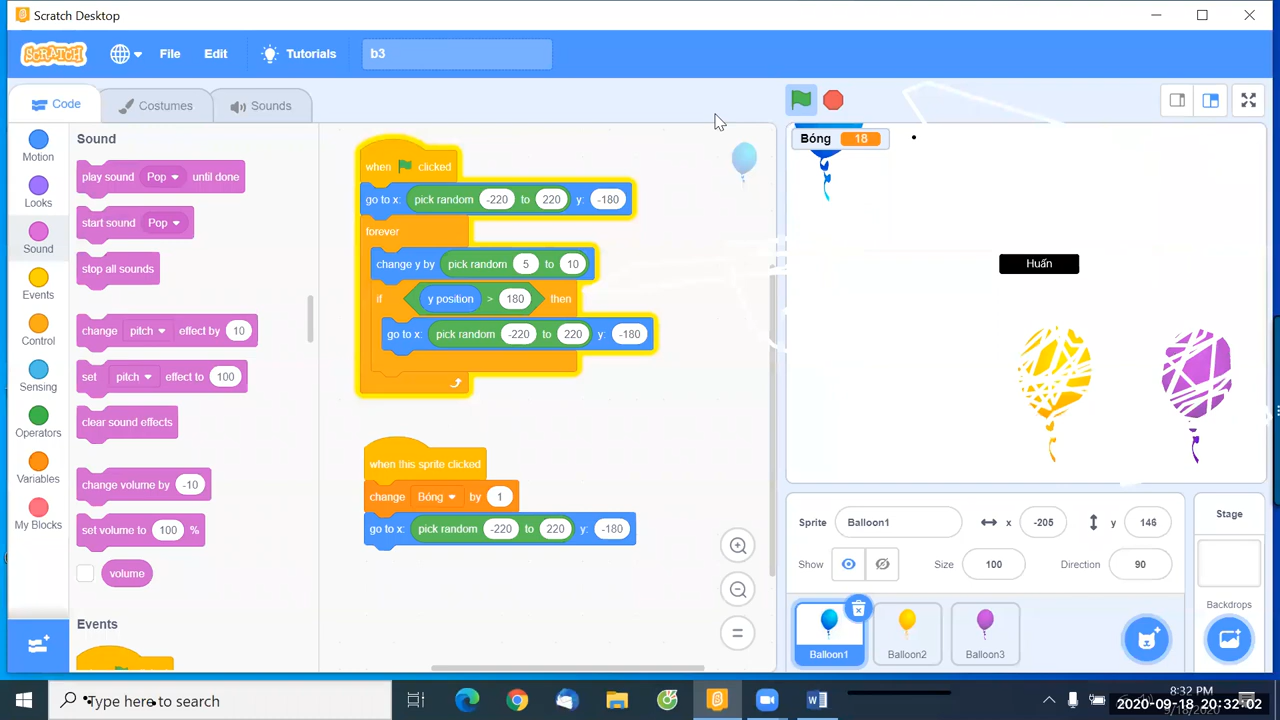 Scratch Desktop
SCRATCH
File
Edit
Tutorials
b3
Code
Costumes
Sounds
Motion
Looks
Sound
Events
Control
Sensing
Operators
Variables
My Blocks
Sound
play sound Pop until done
start sound Pop
stop all sounds
change pitch effect by 10
set pitch effect to 100
clear sound effects
change volume by -10
set volume to 100 %
volume
Events
when clicked
go to x: pick random -220 to 220 y: -180
forever
change y by pick random 5 to 10
if y position > 180 then
go to x: pick random -220 to 220 y: -180
when this sprite clicked
change Bóng by 1
go to x: pick random -220 to 220 y: -180
Bóng 18
Huấn
Sprite Balloon1 x -205 y 146
Show Size 100 Direction 90
Balloon1
Balloon2
Balloon3
Stage
Backdrops
Type here to search
8:32 PM
2020-09-18 20:32:02